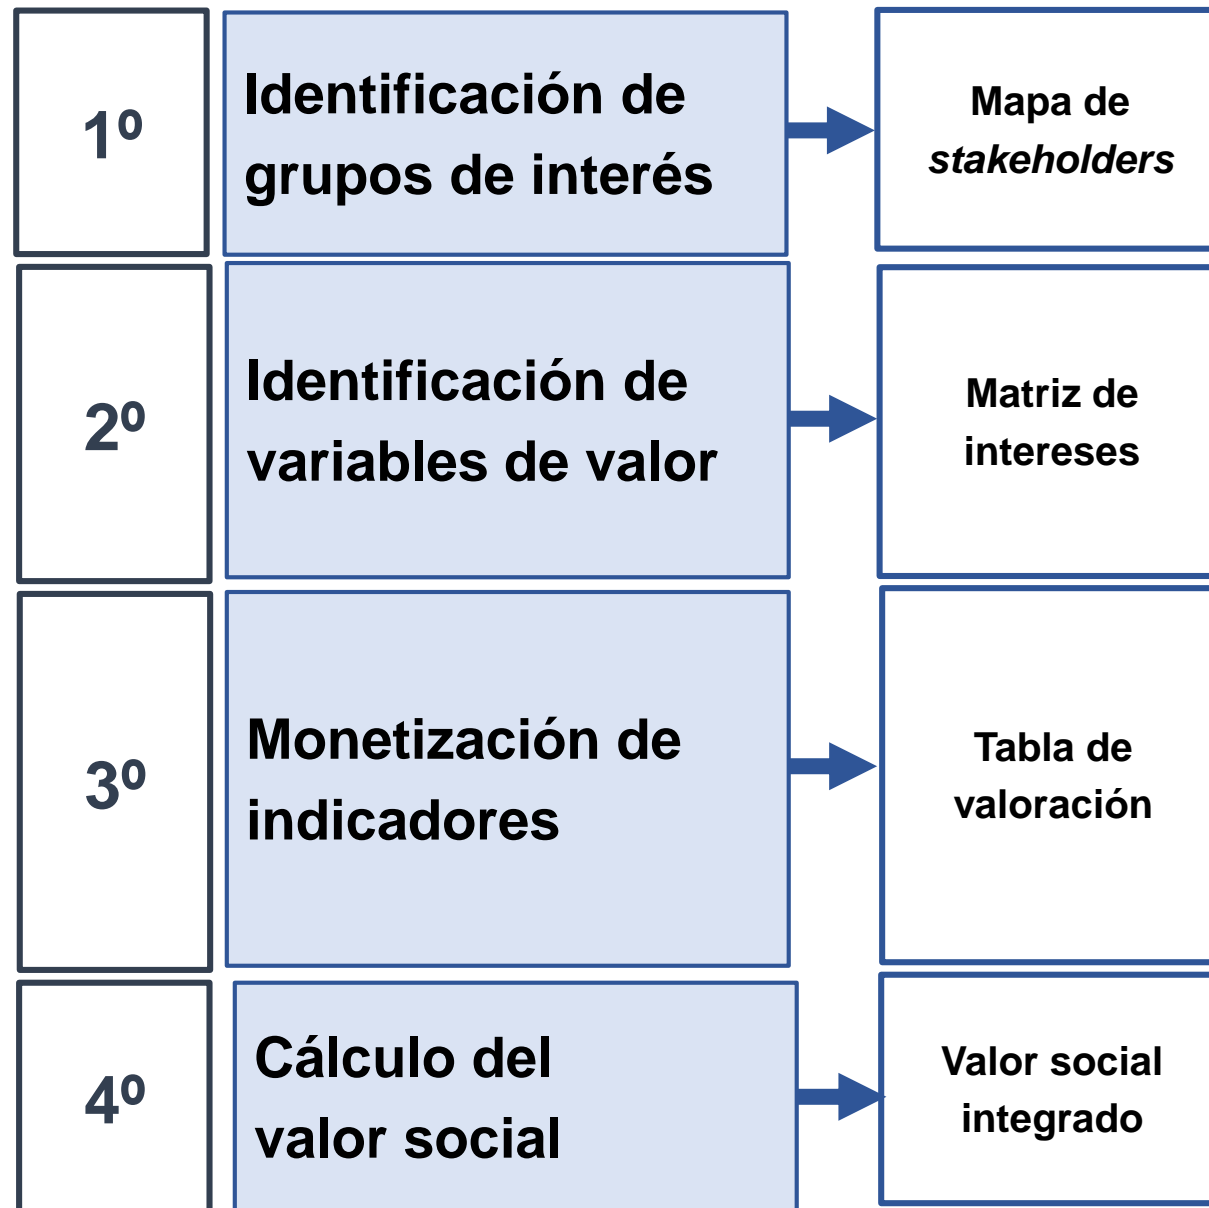 1º
Identificación de
grupos de interés
Mapa de
stakeholders
2º
Identificación de
variables de valor
Matriz de
intereses
3º
Monetización de
indicadores
Tabla de
valoración
4º
Cálculo del
valor social
Valor social
integrado